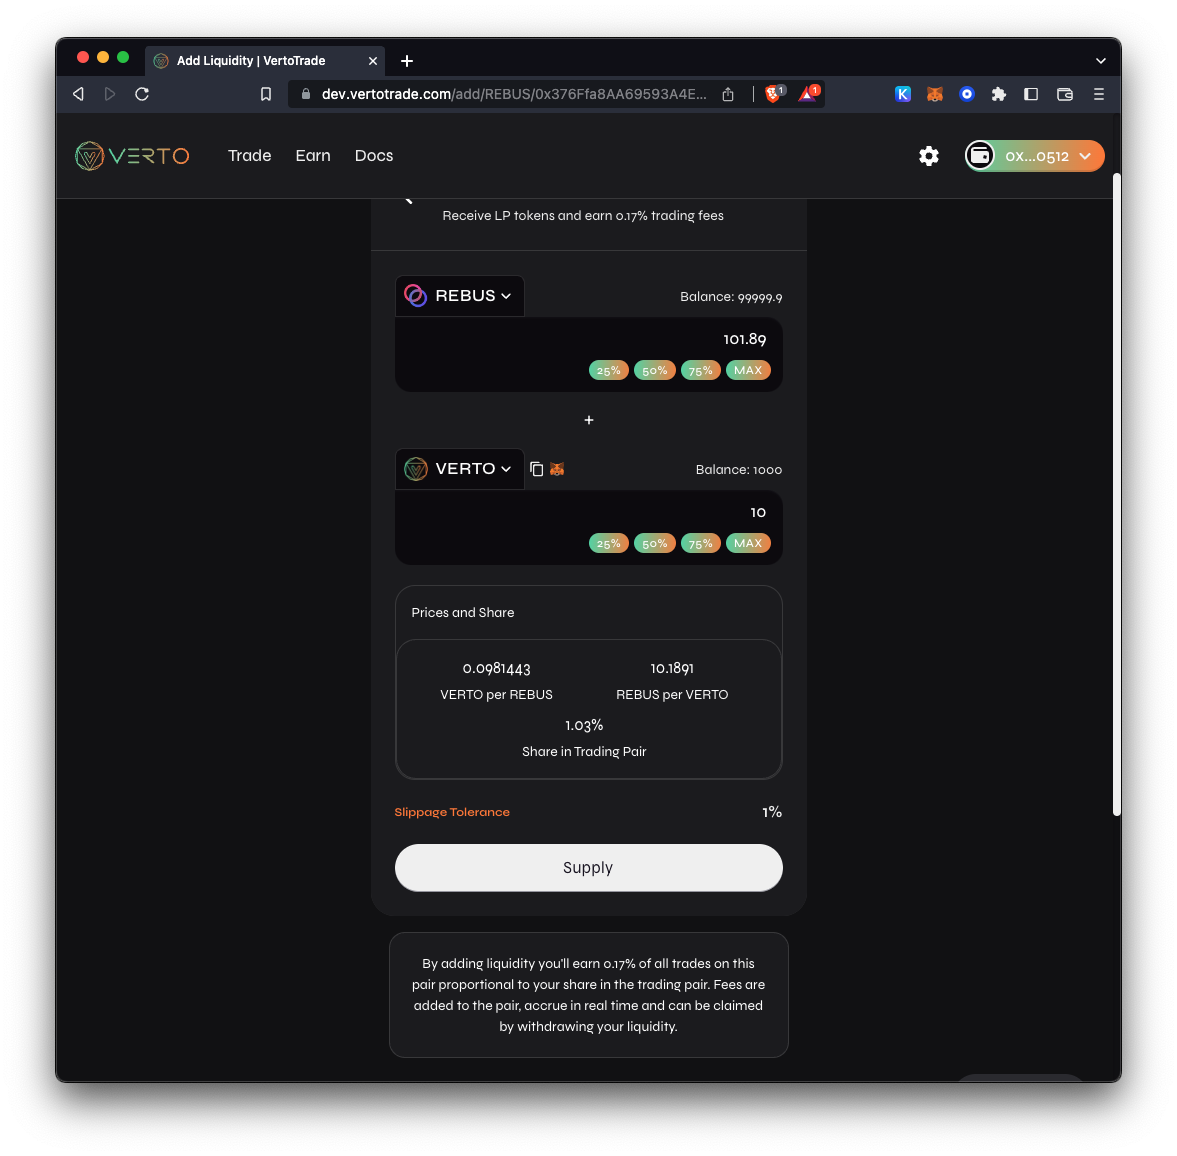 Add Liquidity | VertoTrade
dev.vertotrade.com/add/REBUS/0x376Ffa8AA69593A4E...
1
1
K
VERTO
Trade
Earn
Docs
0x...0512
Receive LP tokens and earn 0.17% trading fees
REBUS
Balance: 99999.9
101.89
25% 50% 75% MAX
+
VERTO
Balance: 1000
10
25% 50% 75% MAX
Prices and Share
0.0981443 10.1891
VERTO per REBUS REBUS per VERTO
1.03%
Share in Trading Pair
Slippage Tolerance 1%
Supply
By adding liquidity you'll earn 0.17% of all trades on this
pair proportional to your share in the trading pair. Fees are
added to the pair, accrue in real time and can be claimed
by withdrawing your liquidity.